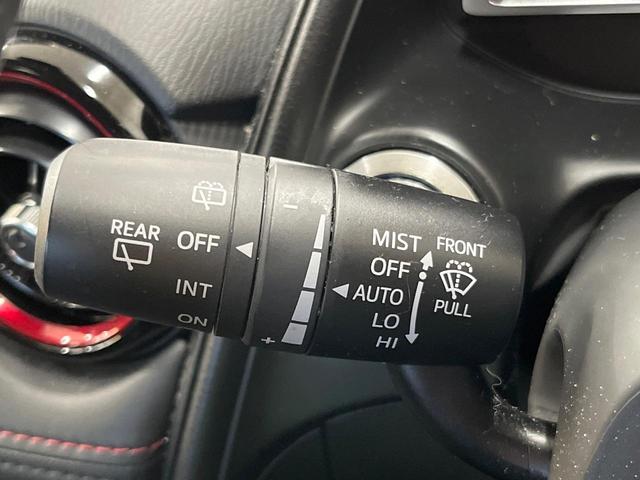 REAR
OFF
INT
ON
−
+
MIST
OFF
AUTO
LO
HI
FRONT
PULL